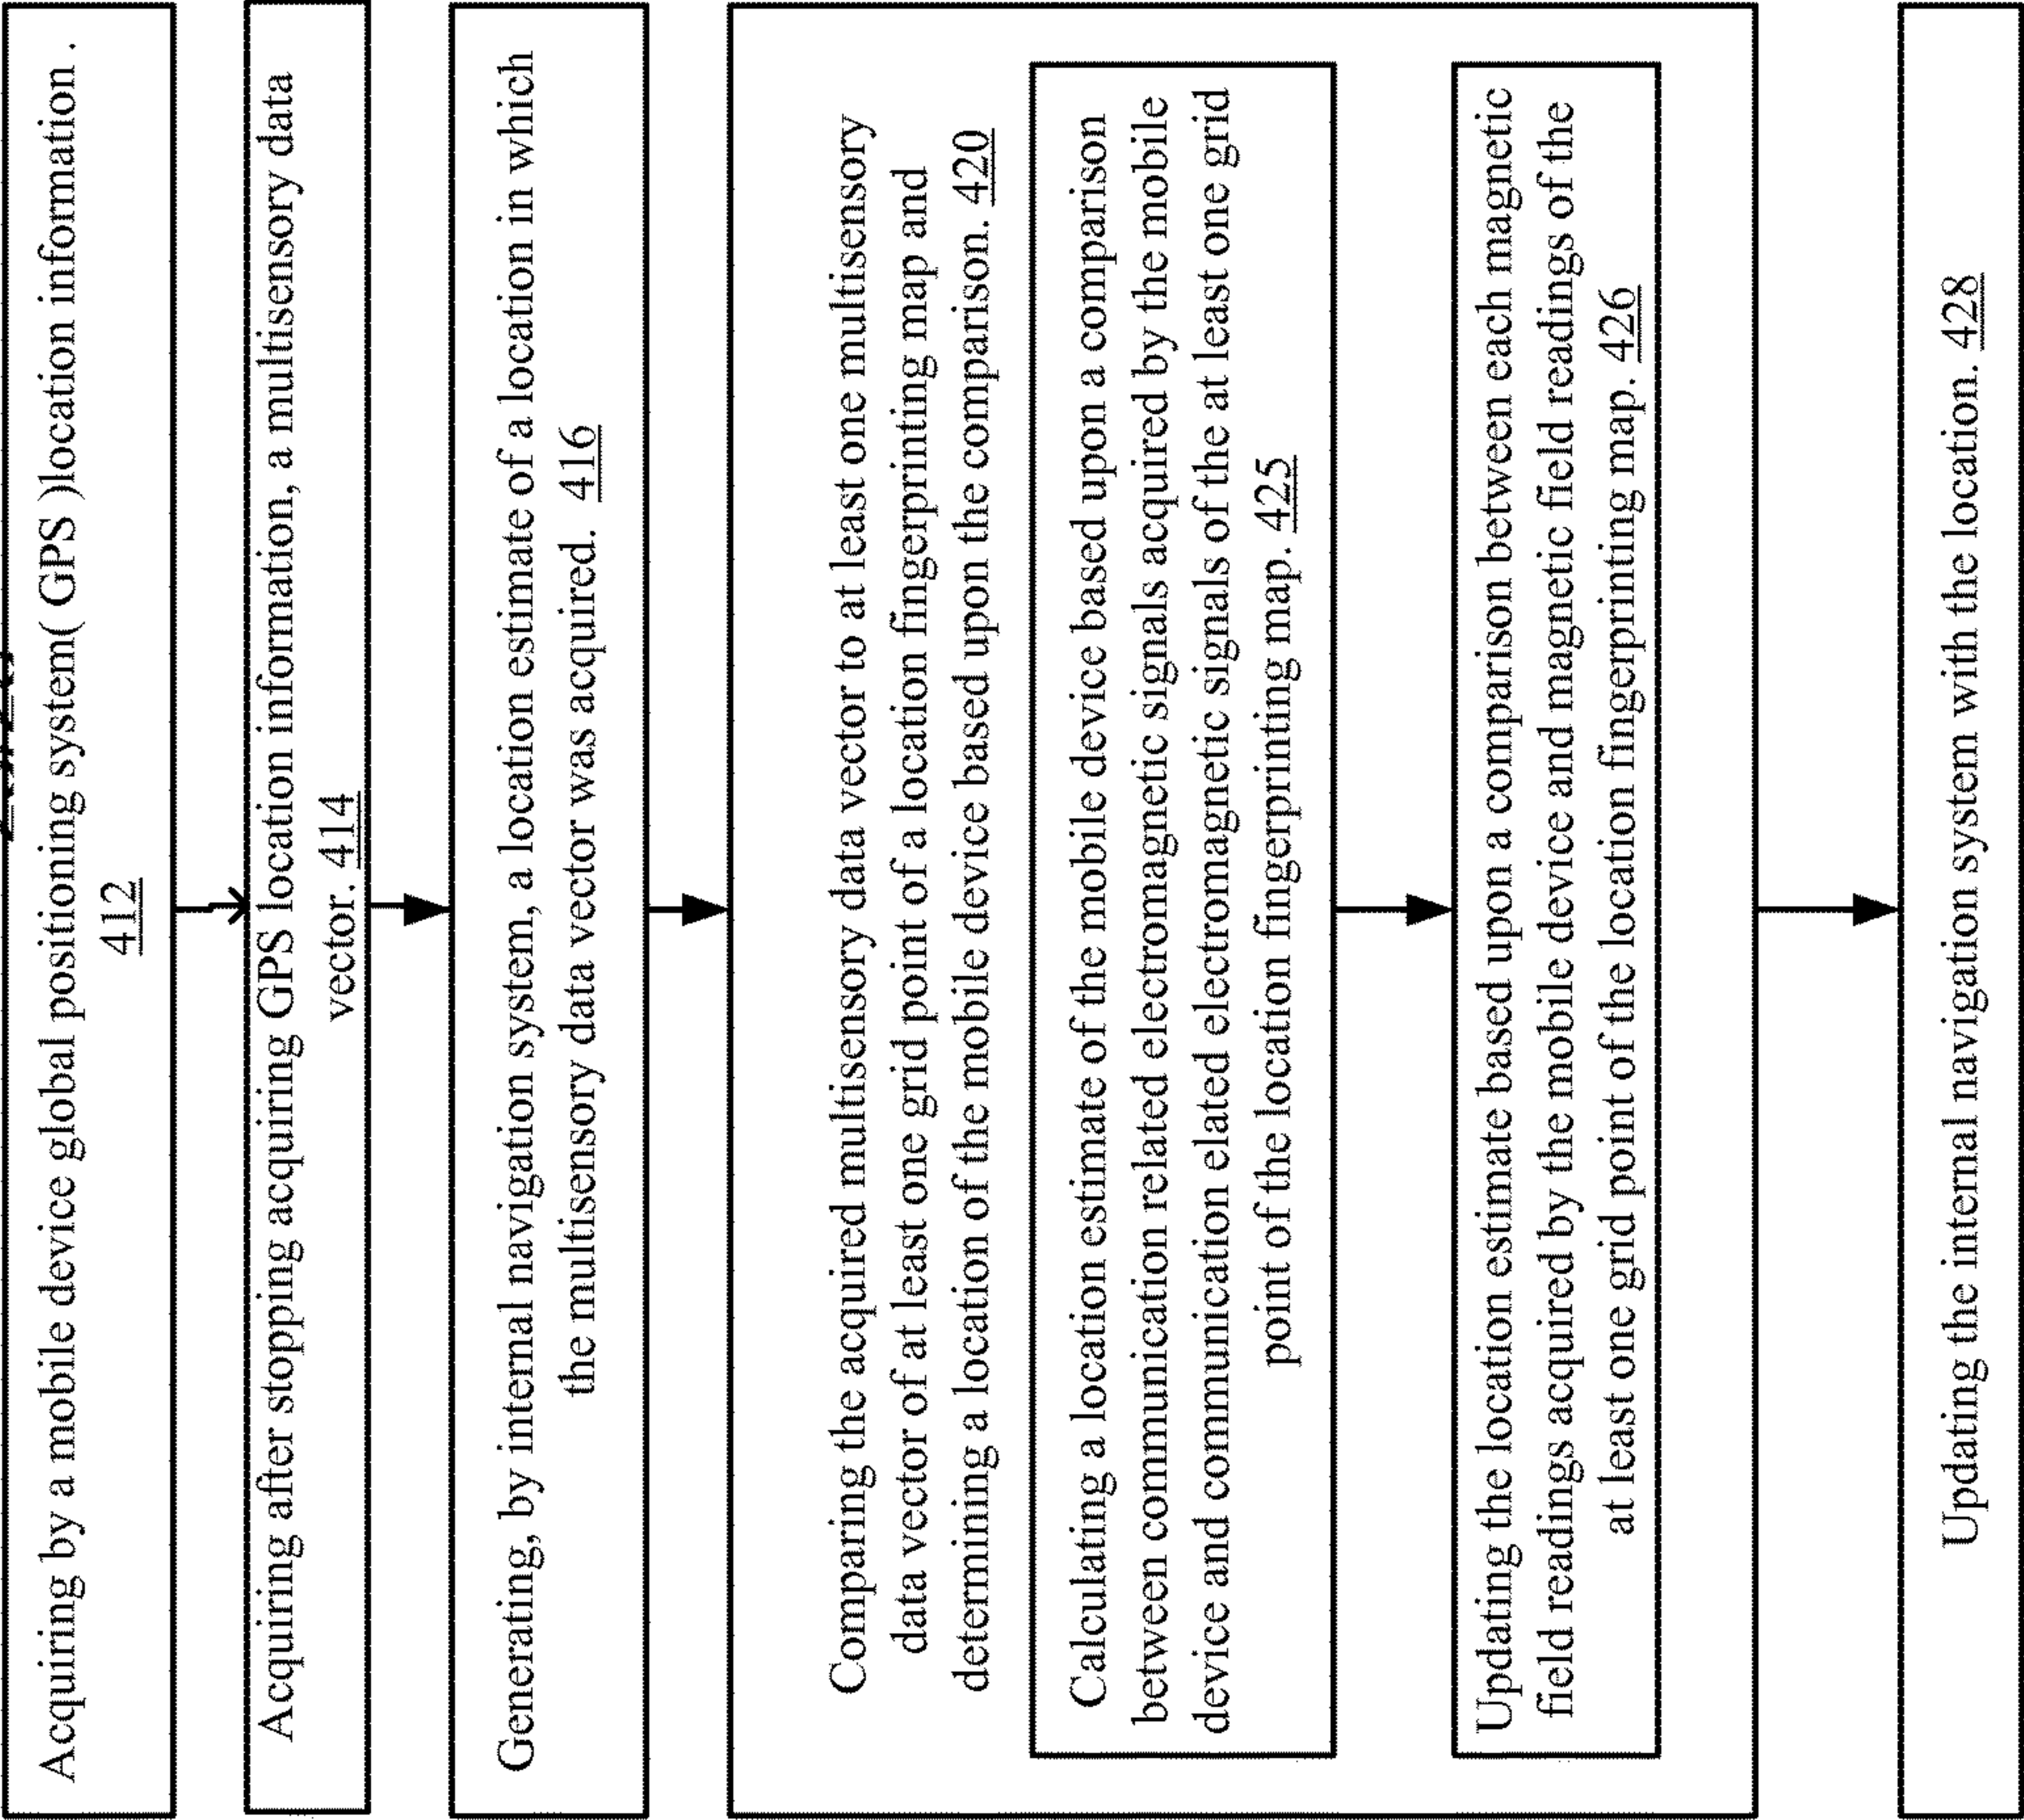 Acquiring by a mobile device global positioning system( GPS )location information .
412
Acquiring after stopping acquiring GPS location information, a multisensory data
vector. 414
Generating, by internal navigation system, a location estimate of a location in which
the multisensory data vector was acquired. 416
Comparing the acquired multisensory data vector to at least one multisensory
data vector of at least one grid point of a location fingerprinting map and
determining a location of the mobile device based upon the comparison. 420
Calculating a location estimate of the mobile device based upon a comparison
between communication related electromagnetic signals acquired by the mobile
device and communication elated electromagnetic signals of the at least one grid
point of the location fingerprinting map. 425
Updating the location estimate based upon a comparison between each magnetic
field readings acquired by the mobile device and magnetic field readings of the
at least one grid point of the location fingerprinting map. 426
Updating the internal navigation system with the location. 428